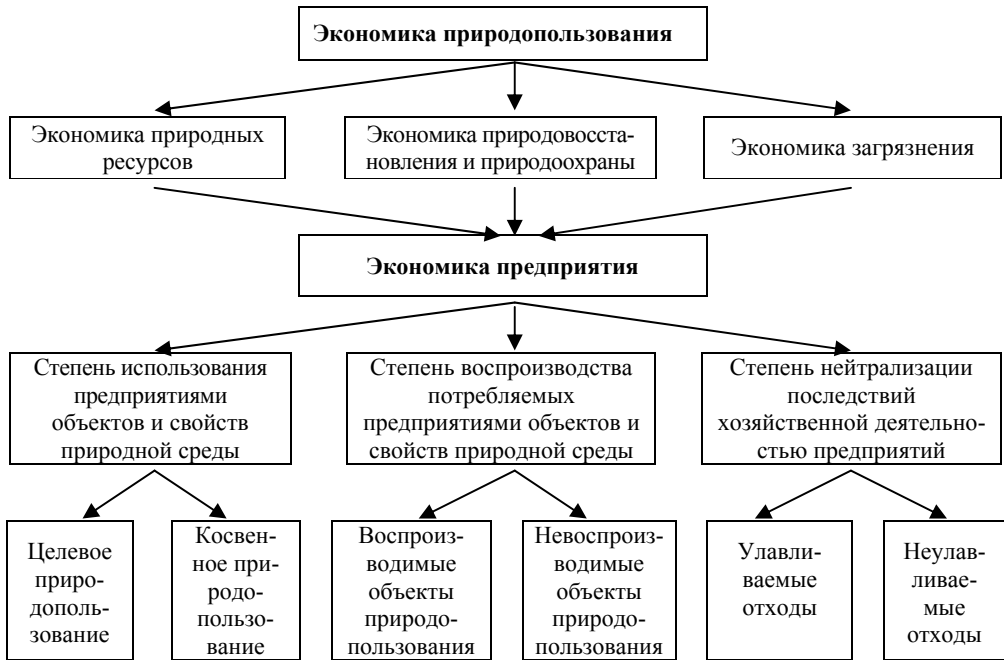 Экономика природопользования
Экономика природных
ресурсов
Экономика природовосста-
новления и природоохраны
Экономика загрязнения
Экономика предприятия
Степень использования
предприятиями
объектов и свойств
природной среды
Степень воспроизводства
потребляемых
предприятиями объектов и
свойств природной среды
Степень нейтрализации
последствий
хозяйственной деятельно-
стью предприятий
Целевое
приро-
допользо-
зование
Косвен-
ное при-
родо-
пользо-
вание
Воспроиз-
водимые
объекты
природо-
пользования
Невоспроиз-
водимые
объекты
природо-
пользования
Улавли-
ваемые
отходы
Неулав-
ливае-
мые
отходы